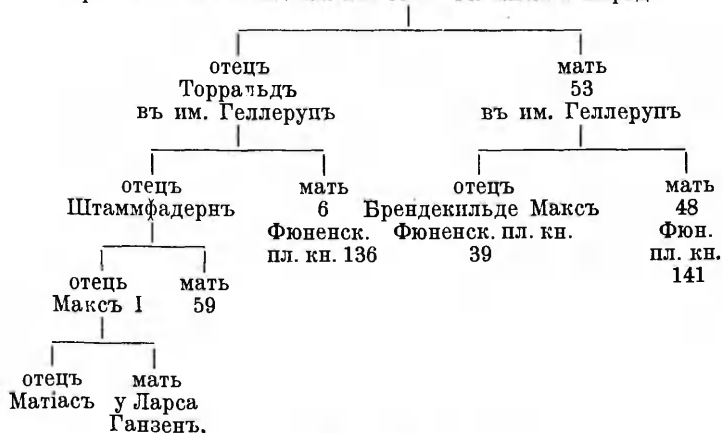 отецъ мать
Торральдъ 53
въ им. Геллерупъ въ им. Геллерупъ
отецъ мать отецъ мать
Штаммфадернъ 6 Брендекильде Максъ 48
Фюненск. Фюненск. пл. кн. Фюн.
пл. кн. 136 39 пл. кн.
141
отець мать
Максъ I 59
отецъ мать
Матіасъ у Ларса
Ганзенъ,